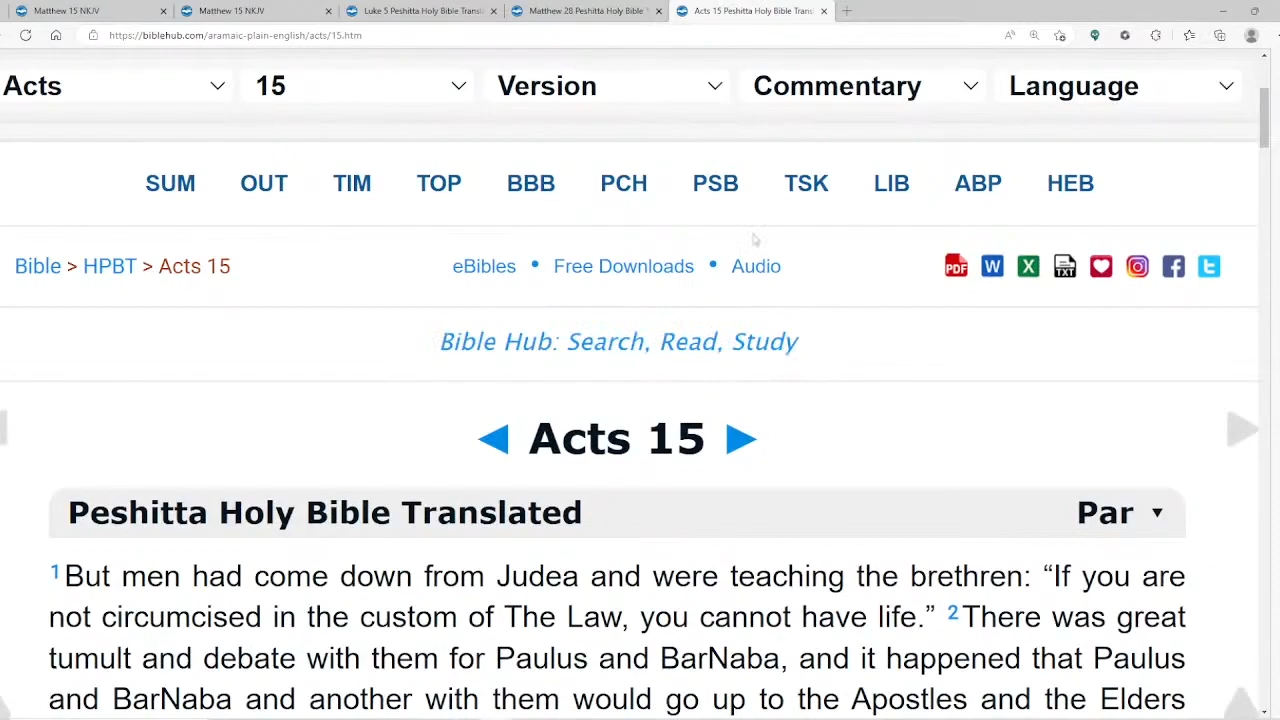 Matthew 15 NKJV
Matthew 15 NKJV
Luke 5 Peshitta Holy Bible Transl
Matthew 28 Peshitta Holy Bible T
Acts 15 Peshitta Holy Bible Trans
https://biblehub.com/aramaic-plain-english/acts/15.htm
Acts 15 Version Commentary Language
SUM OUT TIM TOP BBB PCH PSB TSK LIB ABP HEB
Bible > HPBT > Acts 15 eBibles • Free Downloads • Audio PDF W X TXT
Bible Hub: Search, Read, Study
◄ Acts 15 ►
Peshitta Holy Bible Translated Par ▼
1But men had come down from Judea and were teaching the brethren: “If you are
not circumcised in the custom of The Law, you cannot have life.” 2There was great
tumult and debate with them for Paulus and BarNaba, and it happened that Paulus
and BarNaba and another with them would go up to the Apostles and the Elders